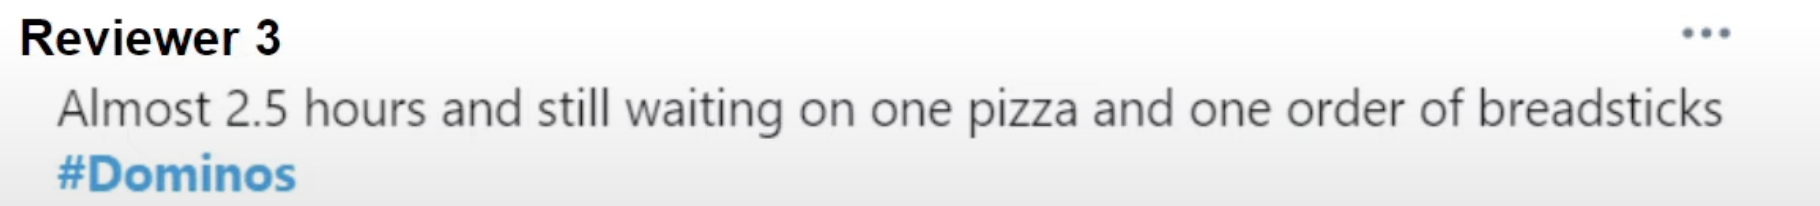 Reviewer 3
Almost 2.5 hours and still waiting on one pizza and one order of breadsticks
#Dominos